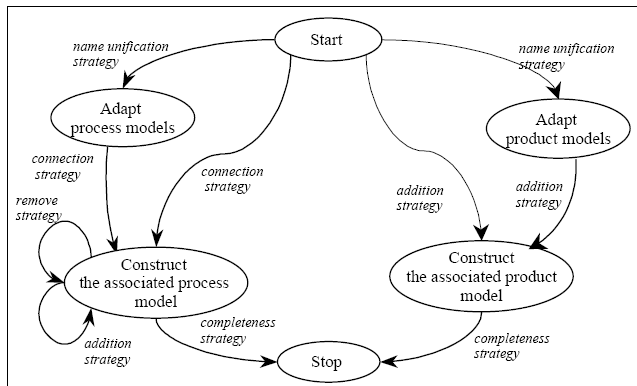 Start
name unification
strategy
name unification
strategy
Adapt
process models
Adapt
product models
connection
strategy
connection
strategy
addition
strategy
addition
strategy
remove
strategy
Construct
the associated process
model
Construct
the associated product
model
addition
strategy
completeness
strategy
completeness
strategy
Stop